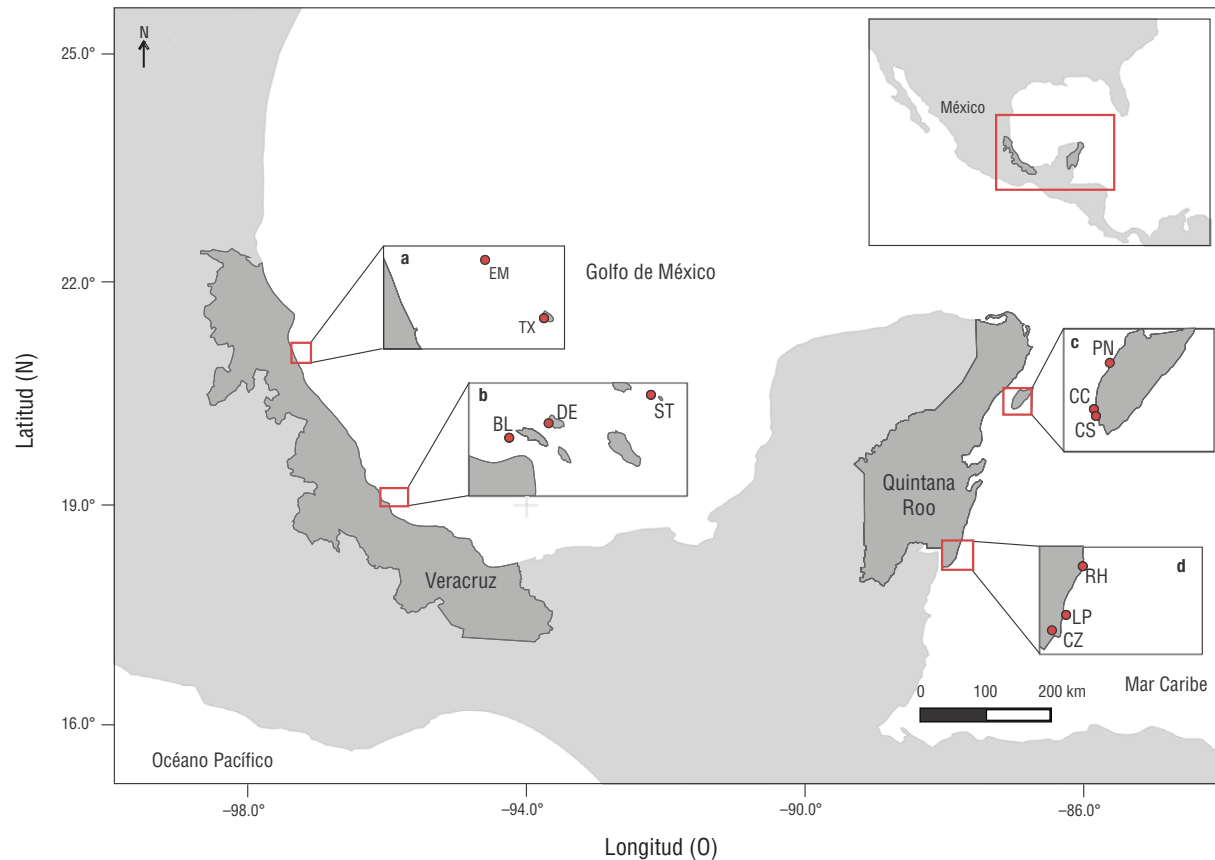 N
25.0°
México
a
EM
Golfo de México
22.0°
TX
c
PN
Latitud (N)
b
DE
ST
BL
CC
CS
Quintana
Roo
19.0°
d
RH
Veracruz
LP
CZ
Mar Caribe
0 100 200 km
16.0°
Océano Pacífico
–98.0° –94.0° –90.0° –86.0°
Longitud (O)